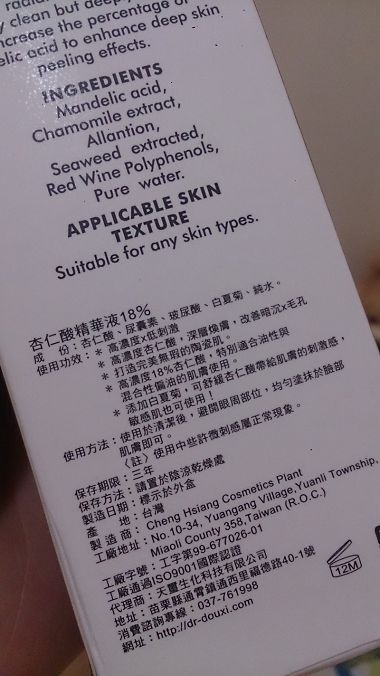 y clean but deep
ncrease the percentage of
elic acid to enhance deep skin
peeling effects.
INGREDIENTS
Mandelic acid,
Chamomile extract,
Allantion,
Seaweed extracted,
Red Wine Polyphenols,
Pure water.
APPLICABLE SKIN
TEXTURE
Suitable for any skin types.
杏仁酸精華液18%
成 份：杏仁酸、尿囊素、玻尿酸、白夏菊、純水。
使用功效：* 高濃度x低刺激
* 高濃度杏仁酸，深層煥膚，改善暗沉x毛孔
* 打造完美無瑕的陶瓷肌。
* 高濃度18%杏仁酸，特別適合油性與
混合性偏油的肌膚使用。
* 添加白夏菊，可舒緩杏仁酸帶給肌膚的刺激感，
敏感肌也可使用！
使用方法：使用於清潔後，避開眼周部位，均勻塗抹於臉部
肌膚即可。
〈註〉使用中些許微刺感屬正常現象。
保存期限：三年
保存方法：請置於陰涼乾燥處
製造日期：標示於外盒
產 地：台灣
製 造 商：Cheng Hsiang Cosmetics Plant
工廠地址：No.10-34, Yuangang Village,Yuanli Township,
Miaoli County 358,Taiwan (R.O.C.)
工廠字號：工字第99-677026-01
工廠通過ISO9001國際認證
代理商：天璽生化科技有限公司
地址：苗栗縣通霄鎮通西里福德路40-1號
消費諮詢專線：037-761998
網址：http://dr-douxi.com
12M